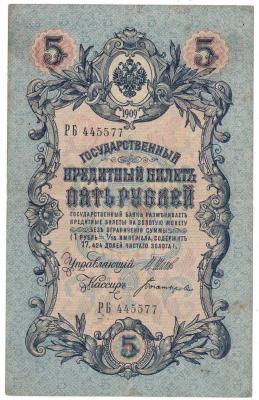 5 5
1909
РБ 445577
ГОСУДАРСТВЕННЫЙ
КРЕДИТНЫЙ БИЛЕТЪ
ПЯТЬ РУБЛЕЙ
ГОСУДАРСТВЕННЫЙ БАНКЪ РАЗМѢНИВАЕТЪ
КРЕДИТНЫЕ БИЛЕТЫ НА ЗОЛОТУЮ МОНЕТУ
БЕЗЪ ОГРАНИЧЕНІЯ СУММЫ
(1 РУБЛЬ = 1/15 ИМПЕРІАЛА, СОДЕРЖИТЪ
17,424 ДОЛЕЙ ЧИСТАГО ЗОЛОТА).
Управляющій
Кассиръ
РБ 445577
5